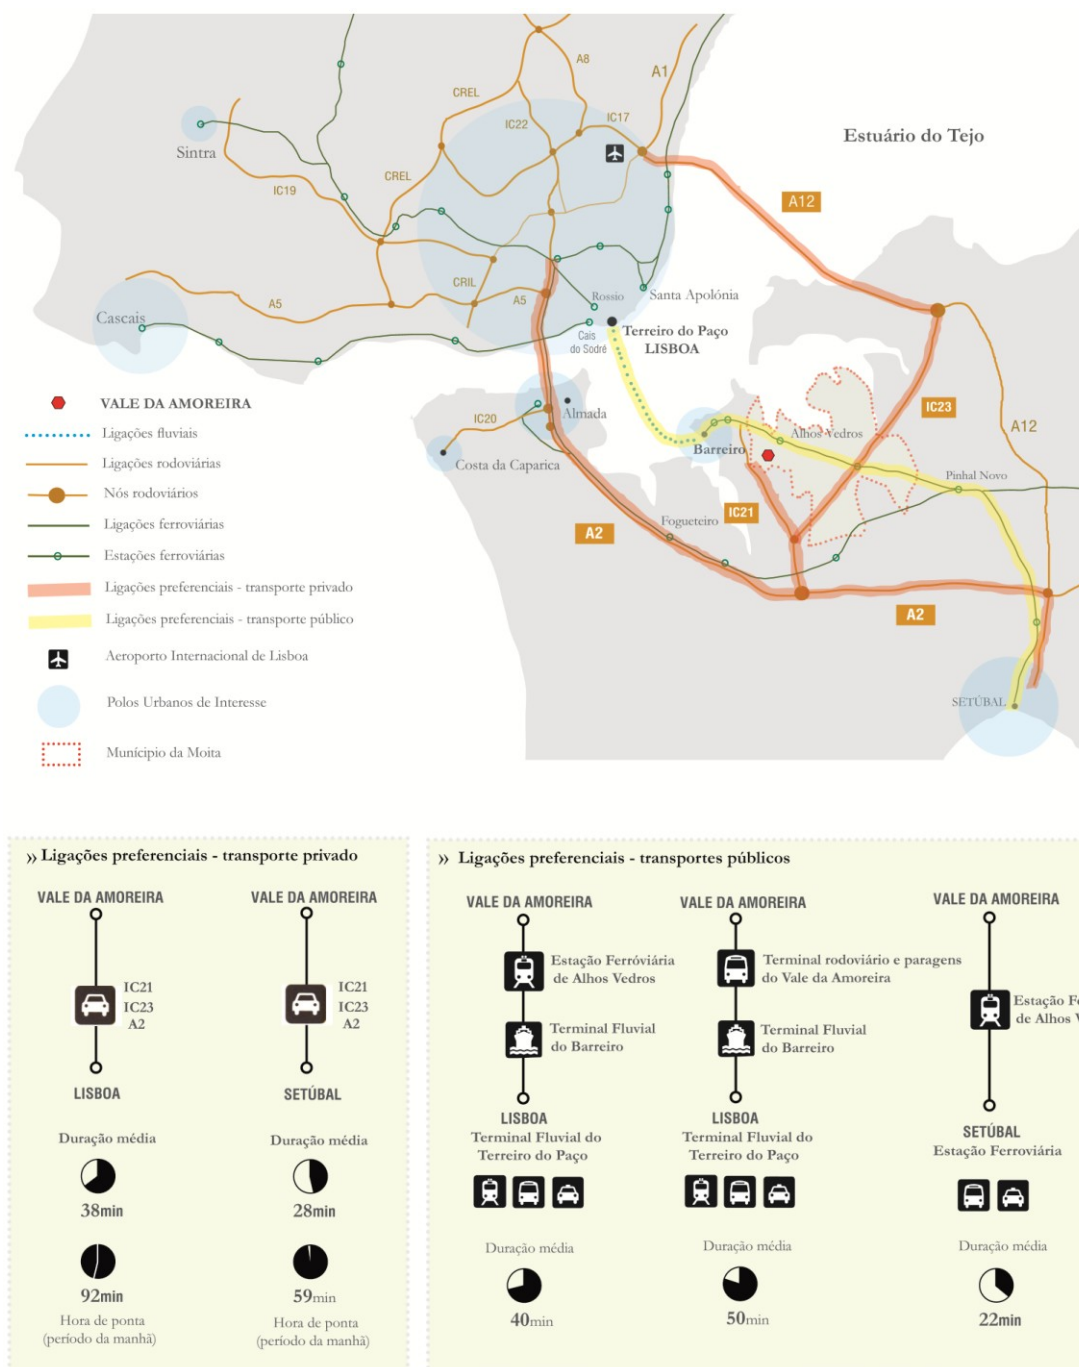 A8
A1
CREL
IC22
IC17
Estuário do Tejo
Sintra
CREL
IC19
A12
CRIL
A5
A5
Rossio
Santa Apolónia
Cascais
Cais
do Sodré
Terreiro do Paço
LISBOA
VALE DA AMOREIRA
Ligações fluviais
Ligações rodoviárias
Nós rodoviários
Ligações ferroviárias
Estações ferroviárias
Ligações preferenciais - transporte privado
Ligações preferenciais - transporte público
Aeroporto Internacional de Lisboa
Polos Urbanos de Interesse
Munícipio da Moita
IC20
Almada
Costa da Caparica
Barreiro
Alhos Vedros
IC23
A12
Pinhal Novo
IC21
Fogueteiro
A2
A2
SETÚBAL
» Ligações preferenciais - transporte privado
VALE DA AMOREIRA
IC21
IC23
A2
LISBOA
Duração média
38min
92min
Hora de ponta
(período da manhã)
VALE DA AMOREIRA
IC21
IC23
A2
SETÚBAL
Duração média
28min
59min
Hora de ponta
(período da manhã)
» Ligações preferenciais - transportes públicos
VALE DA AMOREIRA
Estação Ferróviária
de Alhos Vedros
Terminal Fluvial
do Barreiro
LISBOA
Terminal Fluvial do
Terreiro do Paço
Duração média
40min
VALE DA AMOREIRA
Terminal rodoviário e paragens
do Vale da Amoreira
Terminal Fluvial
do Barreiro
LISBOA
Terminal Fluvial do
Terreiro do Paço
Duração média
50min
VALE DA AMOREIRA
Estação
de Alhos
SETÚBAL
Estação Ferroviária
Duração média
22min